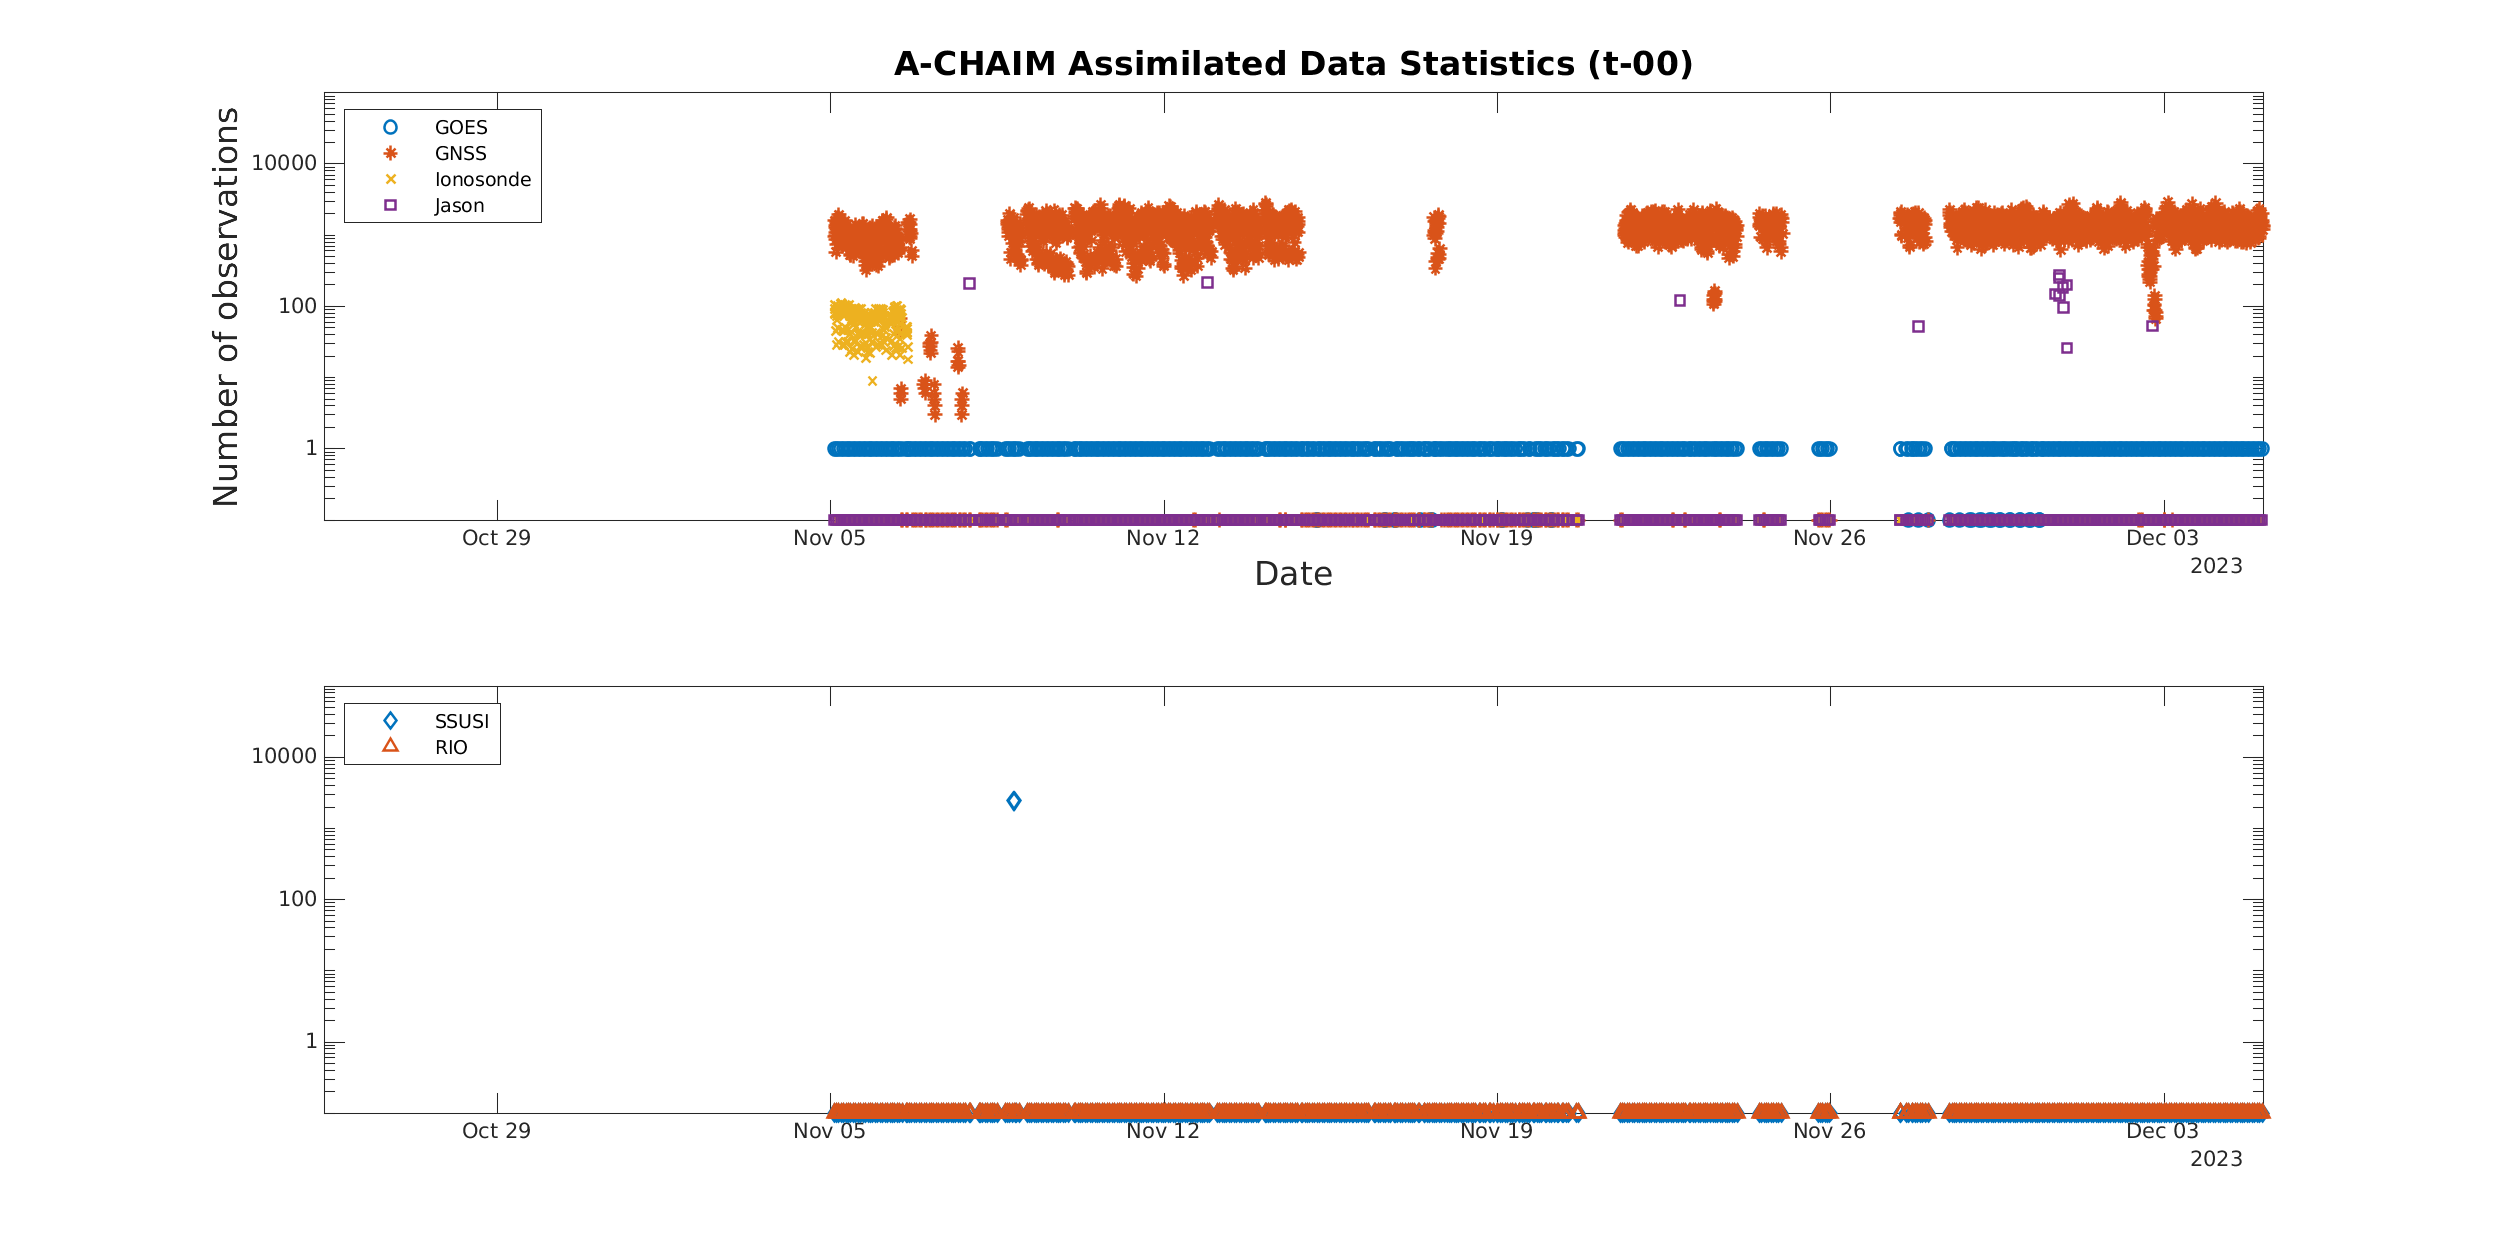 A-CHAIM Assimilated Data Statistics (t-00)
Number of observations
GOES
GNSS
Ionosonde
Jason
10000
100
1
Oct 29
Nov 05
Nov 12
Nov 19
Nov 26
Dec 03
2023
Date
SSUSI
RIO
10000
100
1
Oct 29
Nov 05
Nov 12
Nov 19
Nov 26
Dec 03
2023